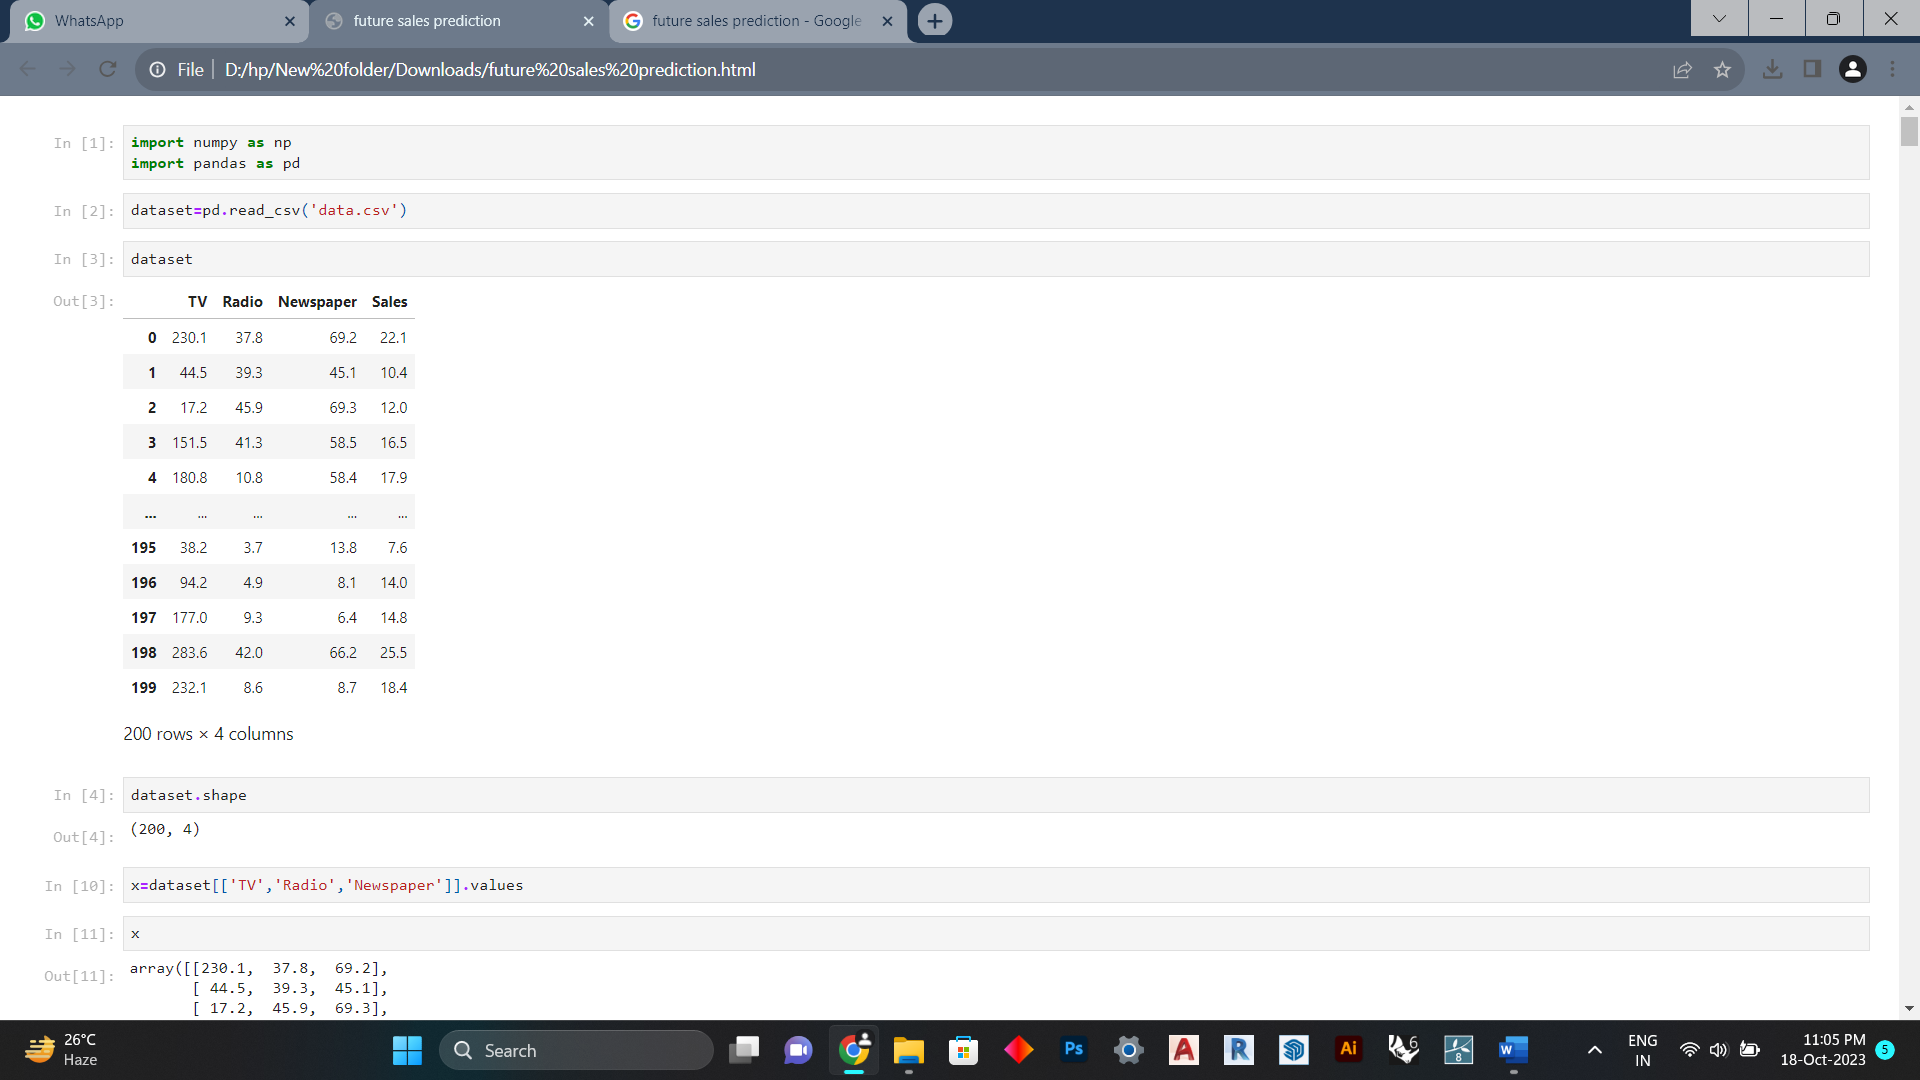 WhatsApp
future sales prediction
future sales prediction - Google
File
D:/hp/New%20folder/Downloads/future%20sales%20prediction.html
In [1]:
import numpy as np
import pandas as pd
In [2]:
dataset=pd.read_csv('data.csv')
In [3]:
dataset
Out[3]:
TV Radio Newspaper Sales
0 230.1 37.8 69.2 22.1
1 44.5 39.3 45.1 10.4
2 17.2 45.9 69.3 12.0
3 151.5 41.3 58.5 16.5
4 180.8 10.8 58.4 17.9
... ... ... ... ...
195 38.2 3.7 13.8 7.6
196 94.2 4.9 8.1 14.0
197 177.0 9.3 6.4 14.8
198 283.6 42.0 66.2 25.5
199 232.1 8.6 8.7 18.4
200 rows × 4 columns
In [4]:
dataset.shape
Out[4]:
(200, 4)
In [10]:
x=dataset[['TV','Radio','Newspaper']].values
In [11]:
x
Out[11]:
array([[230.1, 37.8, 69.2],
[ 44.5, 39.3, 45.1],
[ 17.2, 45.9, 69.3],
26°C
Haze
Search
Ps
A
R
Ai
6
8
W
ENG
IN
11:05 PM
18-Oct-2023
5